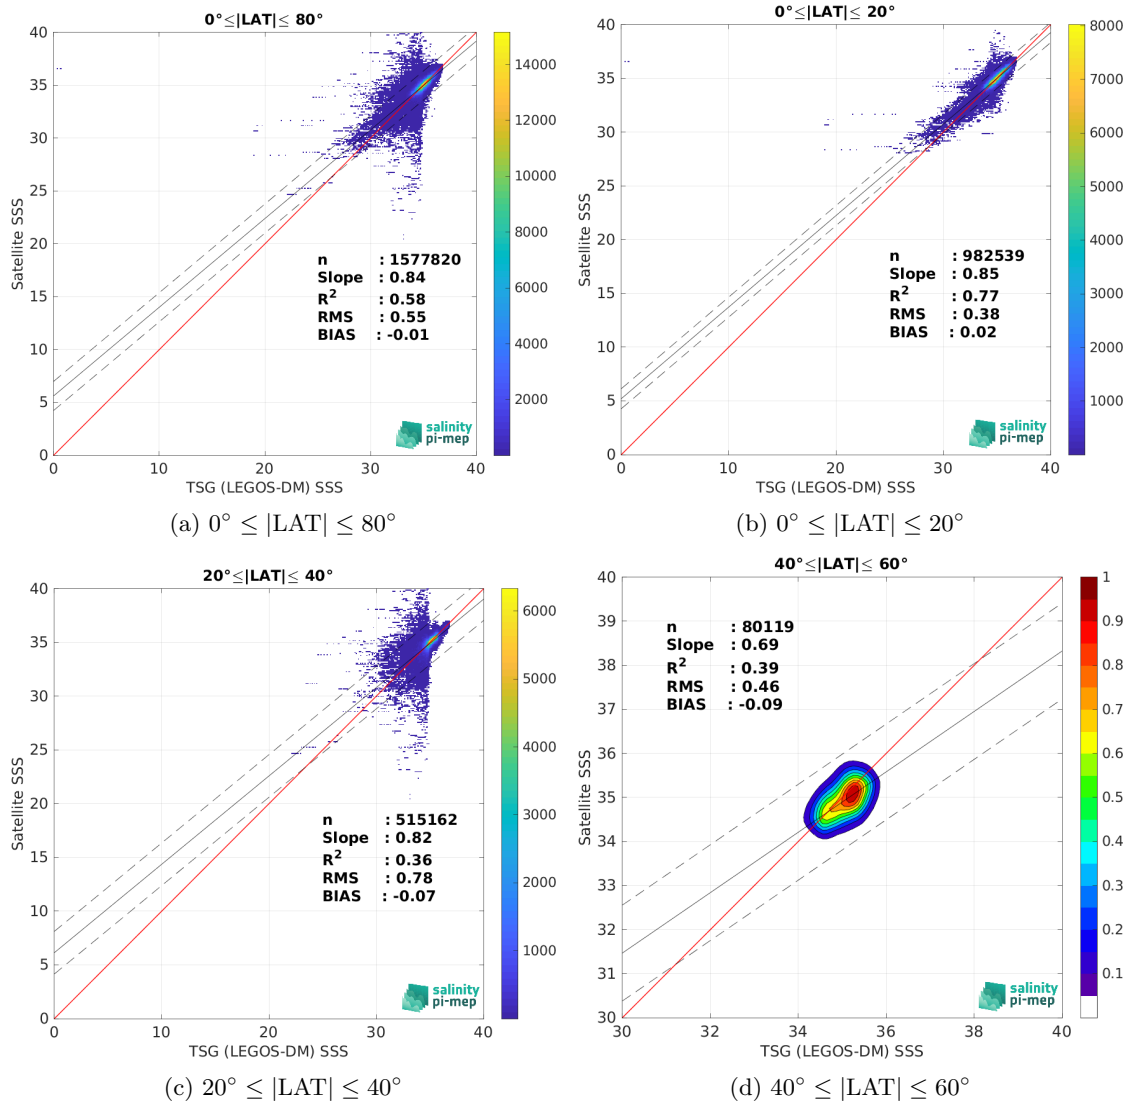 0°≤|LAT|≤ 80°
40
35
30
25
20
15
10
5
0
0
10
20
30
40
Satellite SSS
TSG (LEGOS-DM) SSS
n : 1577820
Slope : 0.84
R² : 0.58
RMS : 0.55
BIAS : -0.01
salinity
pi-mep
14000
12000
10000
8000
6000
4000
2000
(a) 0° ≤ |LAT| ≤ 80°
0°≤|LAT|≤ 20°
40
35
30
25
20
15
10
5
0
0
10
20
30
40
Satellite SSS
TSG (LEGOS-DM) SSS
n : 982539
Slope : 0.85
R² : 0.77
RMS : 0.38
BIAS : 0.02
salinity
pi-mep
8000
7000
6000
5000
4000
3000
2000
1000
(b) 0° ≤ |LAT| ≤ 20°
20°≤|LAT|≤ 40°
40
35
30
25
20
15
10
5
0
0
10
20
30
40
Satellite SSS
TSG (LEGOS-DM) SSS
n : 515162
Slope : 0.82
R² : 0.36
RMS : 0.78
BIAS : -0.07
salinity
pi-mep
6000
5000
4000
3000
2000
1000
(c) 20° ≤ |LAT| ≤ 40°
40°≤|LAT|≤ 60°
40
39
38
37
36
35
34
33
32
31
30
30
32
34
36
38
40
Satellite SSS
TSG (LEGOS-DM) SSS
n : 80119
Slope : 0.69
R² : 0.39
RMS : 0.46
BIAS : -0.09
salinity
pi-mep
1
0.9
0.8
0.7
0.6
0.5
0.4
0.3
0.2
0.1
(d) 40° ≤ |LAT| ≤ 60°